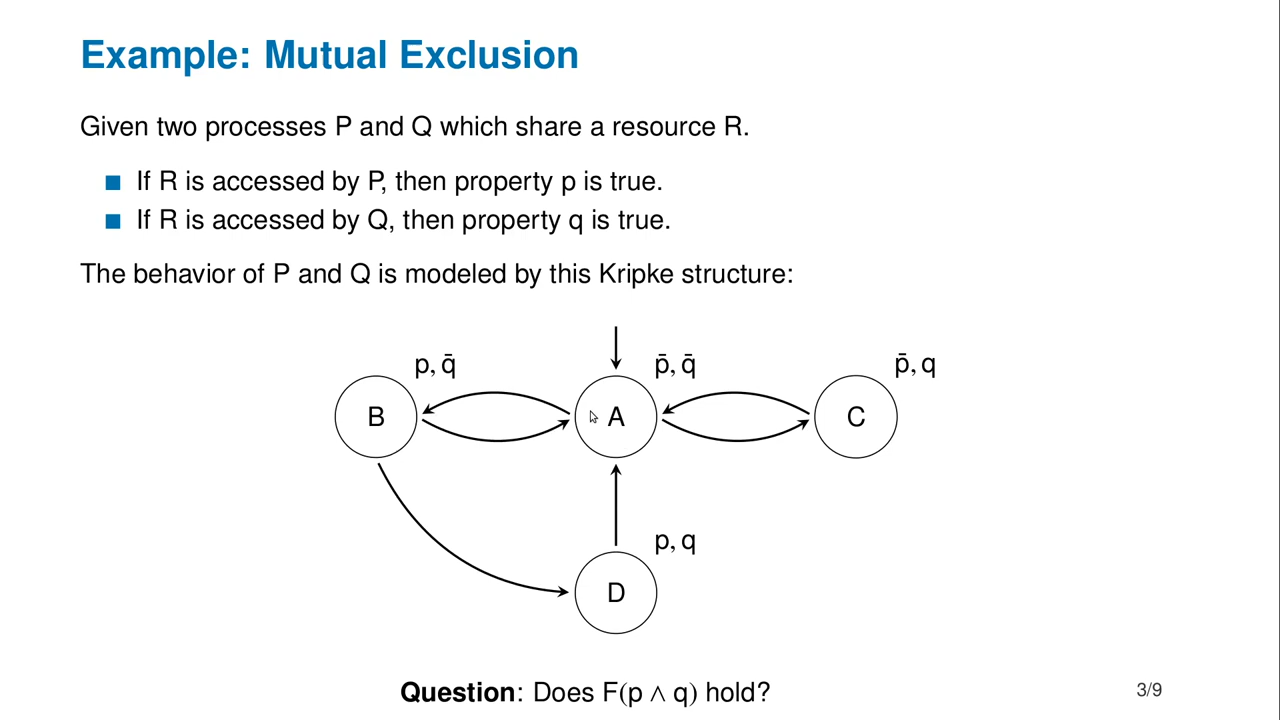 Example: Mutual Exclusion
Given two processes P and Q which share a resource R.
If R is accessed by P, then property p is true.
If R is accessed by Q, then property q is true.
The behavior of P and Q is modeled by this Kripke structure:
p, q̄
p̄, q̄
p̄, q
B
A
C
p, q
D
Question: Does F(p ∧ q) hold?
3/9